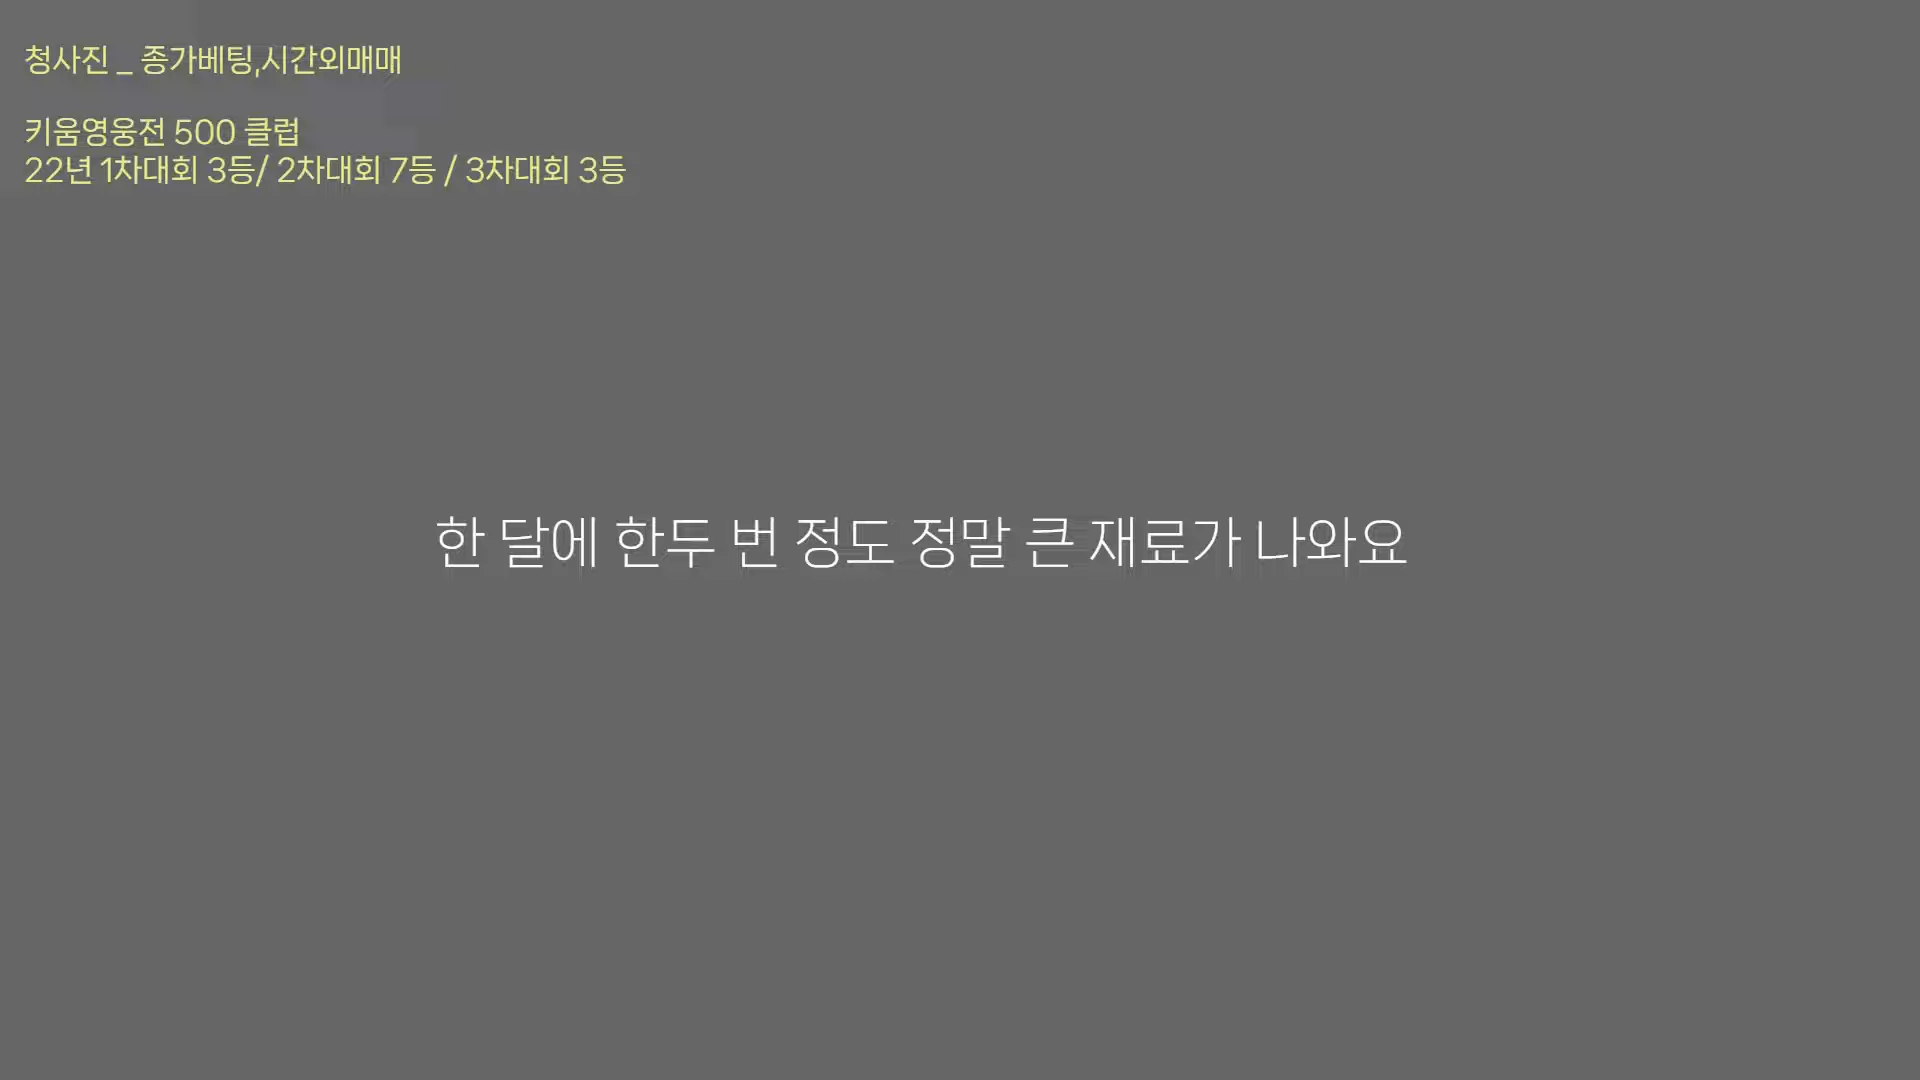 청사진 _ 종가베팅,시간외매매
키움영웅전 500 클럽
22년 1차대회 3등/ 2차대회 7등 / 3차대회 3등
한 달에 한두 번 정도 정말 큰 재료가 나와요